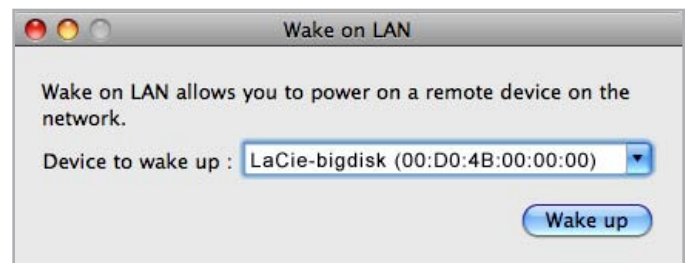 Wake on LAN
Wake on LAN allows you to power on a remote device on the
network.
Device to wake up : LaCie-bigdisk (00:D0:4B:00:00:00)
Wake up